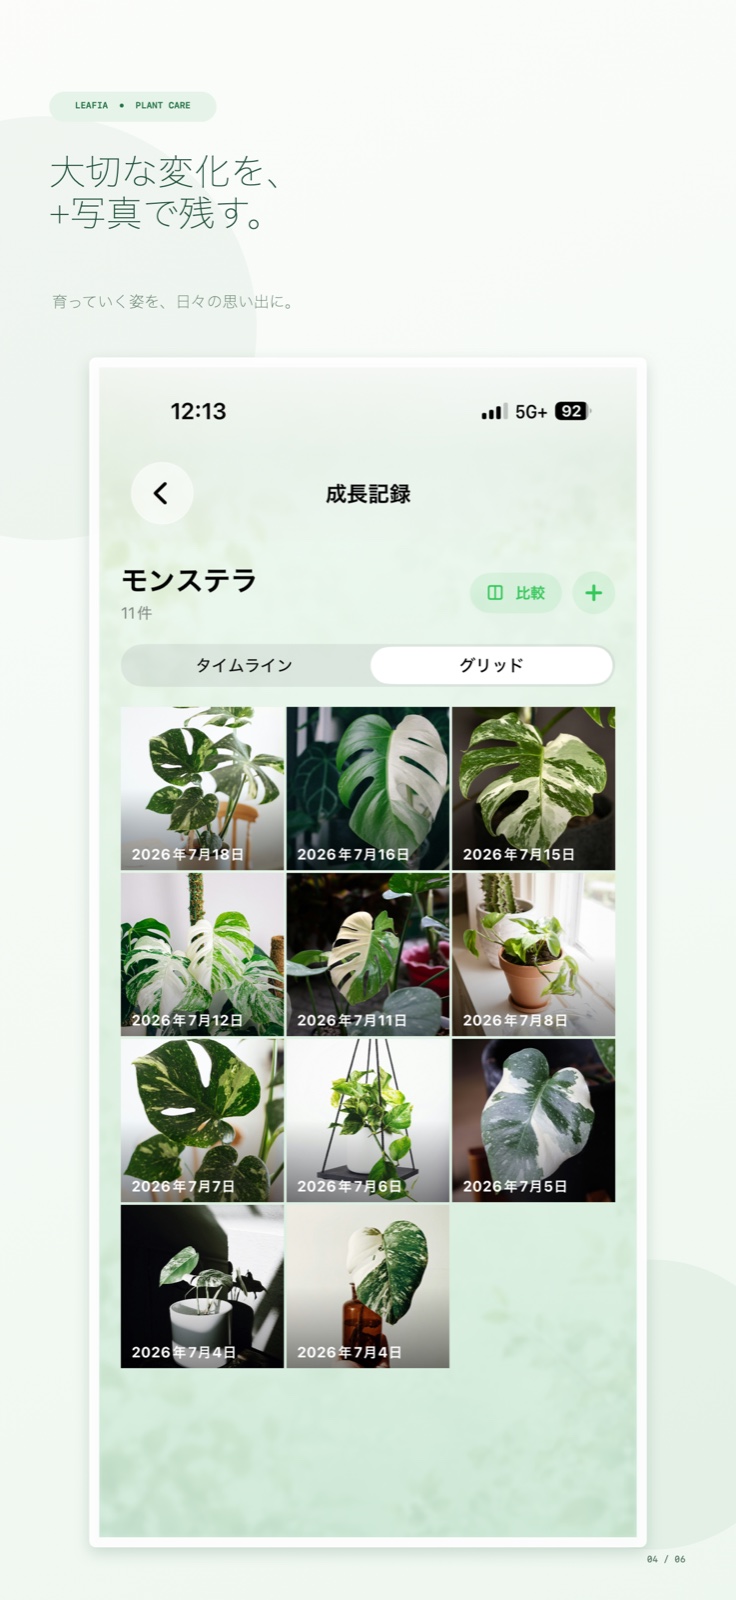 LEAFIA • PLANT CARE
大切な変化を、
+写真で残す。
育っていく姿を、日々の思い出に。
12:13
5G+ 92
成長記録
モンステラ
11件
比較
タイムライン グリッド
2026年7月18日 2026年7月16日 2026年7月15日
2026年7月12日 2026年7月11日 2026年7月8日
2026年7月7日 2026年7月6日 2026年7月5日
2026年7月4日 2026年7月4日
04 / 06